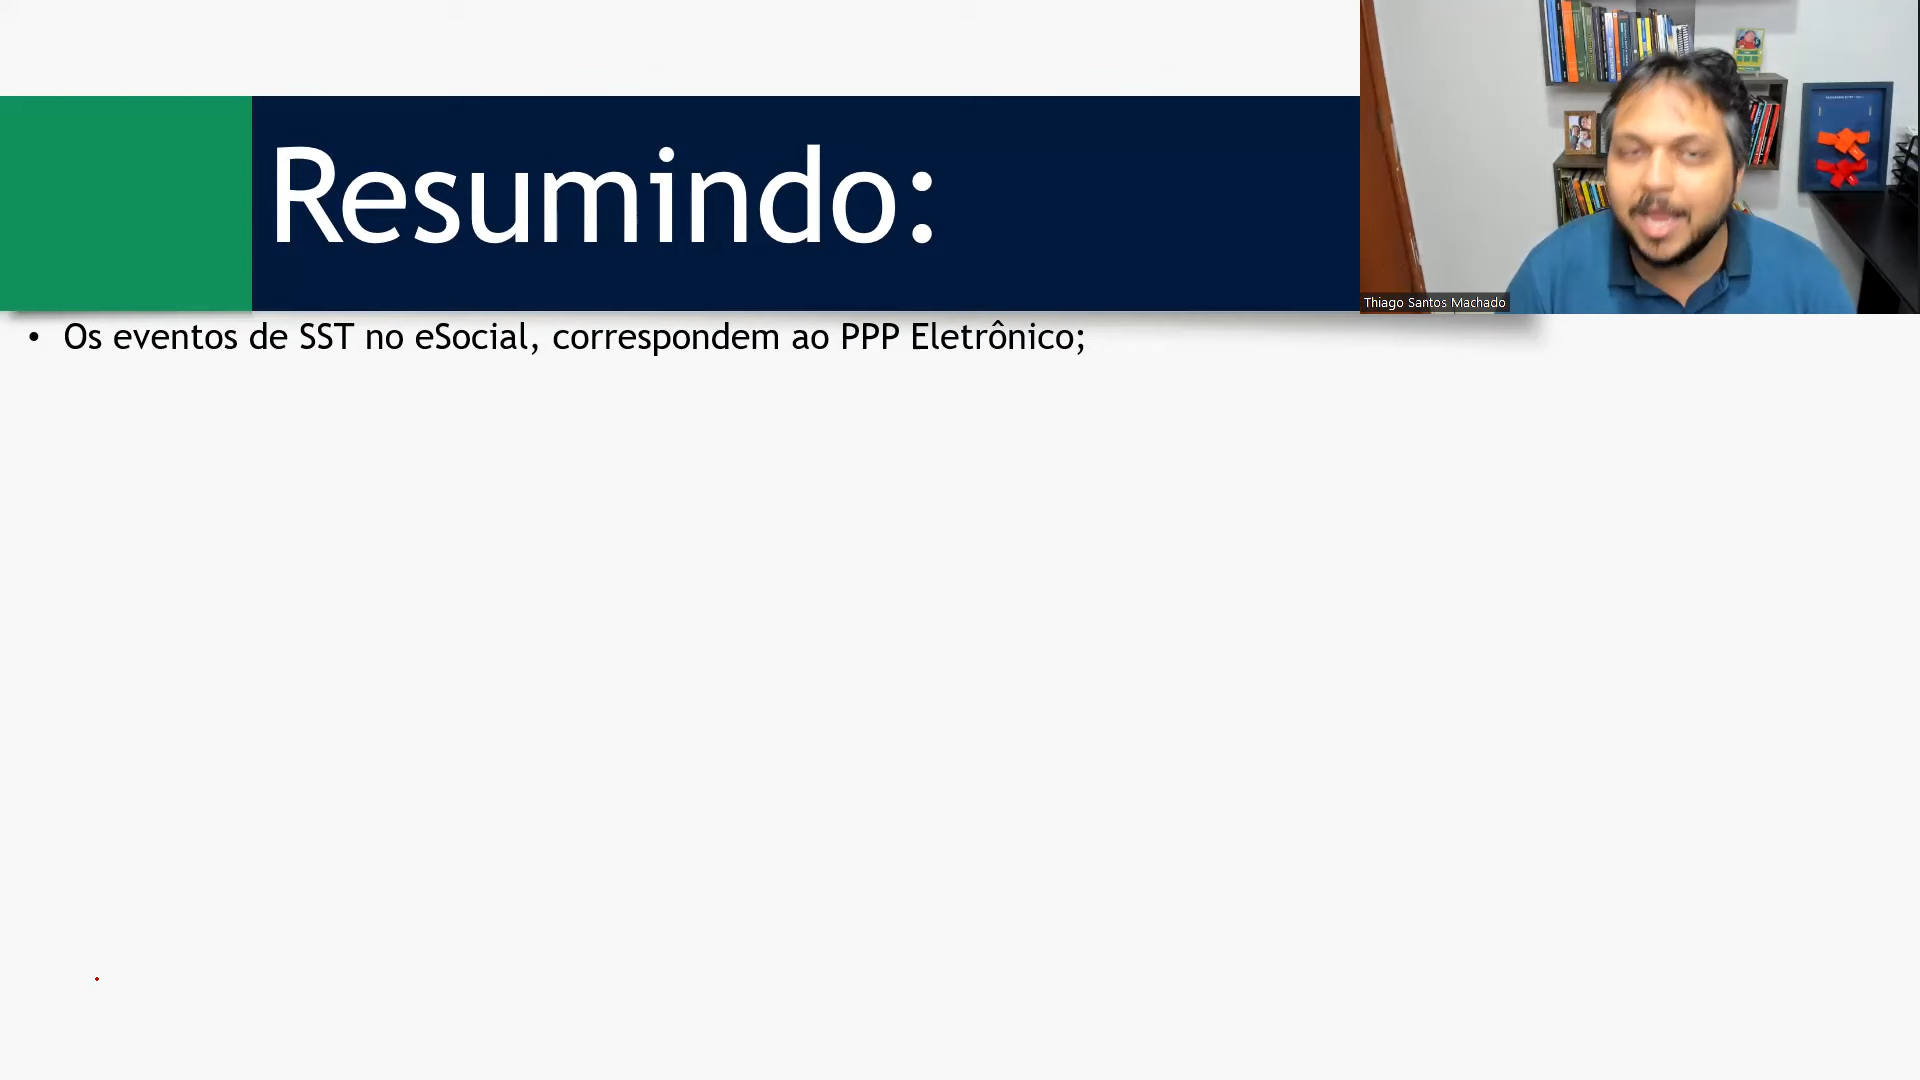 Resumindo:
Thiago Santos Machado
• Os eventos de SST no eSocial, correspondem ao PPP Eletrônico;